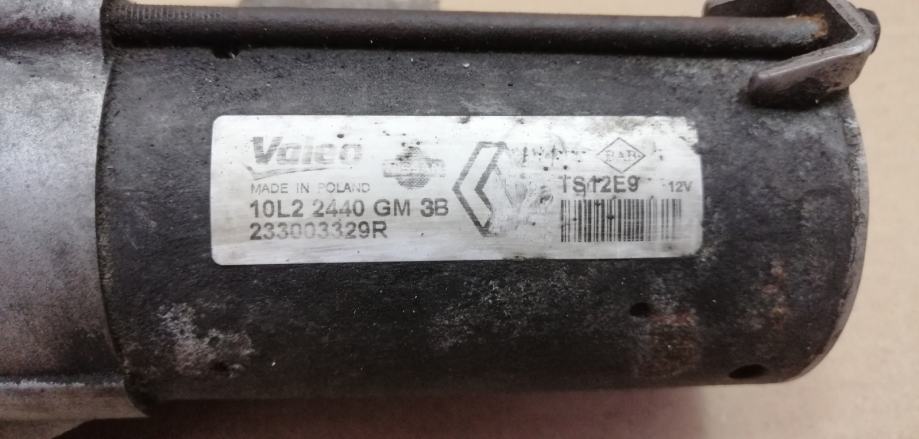 Valeo
MADE IN POLAND
10L2 2440 GM 3B
233003329R
TS12E9
12V